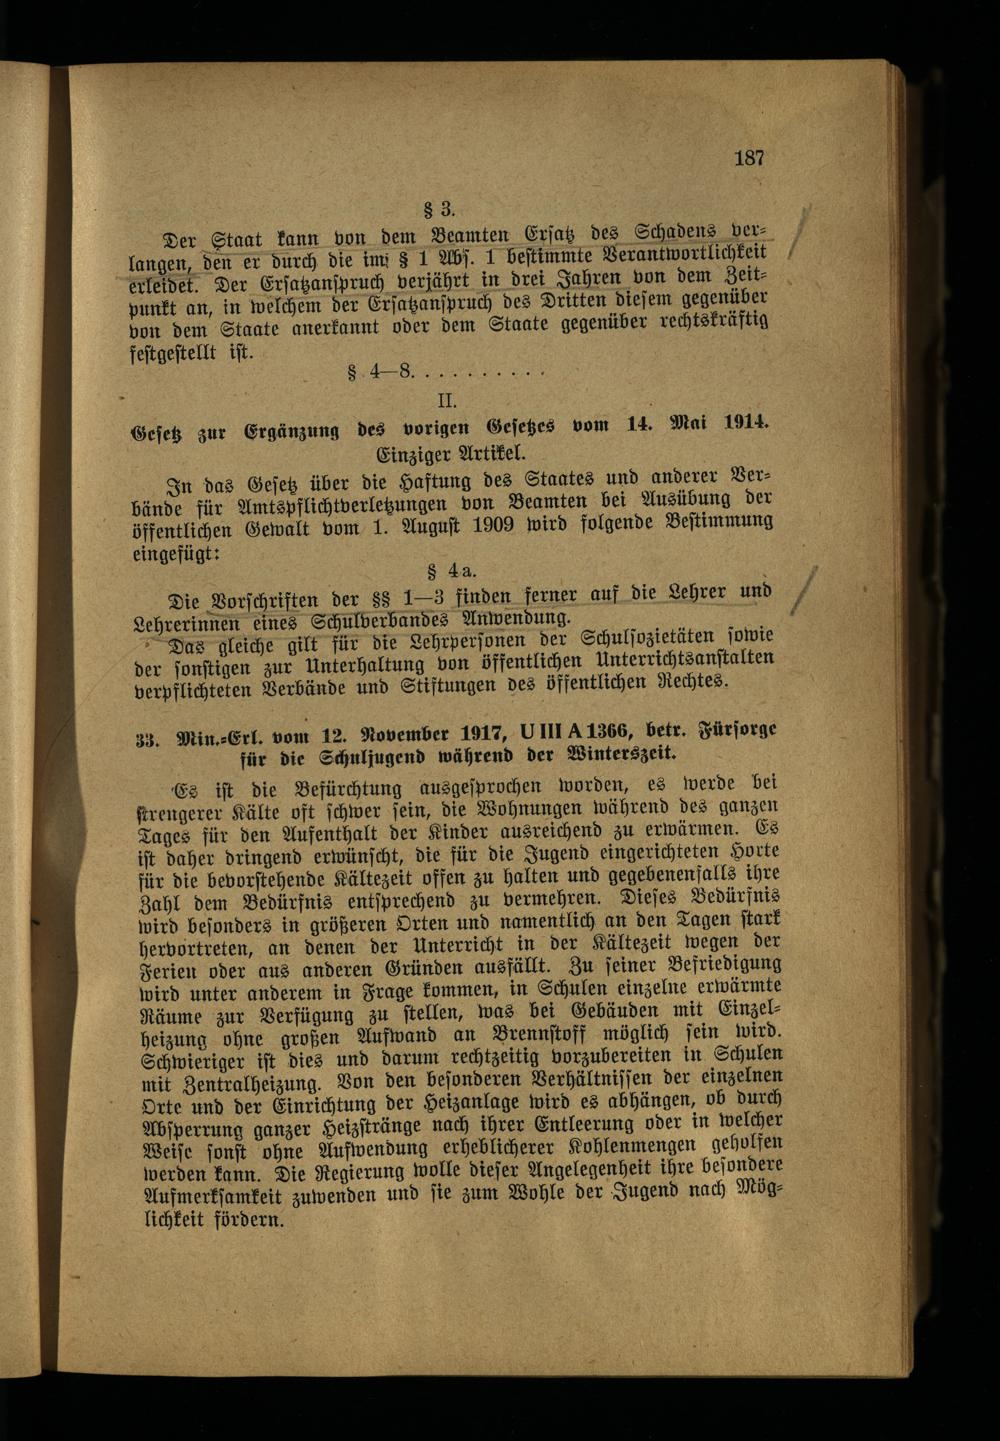 187
§ 3.
Der Staat kann von dem Beamten Ersatz des Schadens ver-
langen, den er durch die im § 1 Abs. 1 bestimmte Verantwortlichkeit
erleidet. Der Ersatzanspruch verjährt in drei Jahren von dem Zeit-
punkt an, in welchem der Ersatzanspruch des Dritten diesem gegenüber
von dem Staate anerkannt oder dem Staate gegenüber rechtskräftig
festgestellt ist.
§ 4—8. . . . . . . . . .
II.
Gesetz zur Ergänzung des vorigen Gesetzes vom 14. Mai 1914.
Einziger Artikel.
In das Gesetz über die Haftung des Staates und anderer Ver-
bände für Amtspflichtverletzungen von Beamten bei Ausübung der
öffentlichen Gewalt vom 1. August 1909 wird folgende Bestimmung
eingefügt:
§ 4a.
Die Vorschriften der §§ 1—3 finden ferner auf die Lehrer und
Lehrerinnen eines Schulverbandes Anwendung.
Das gleiche gilt für die Lehrpersonen der Schulsozietäten sowie
der sonstigen zur Unterhaltung von öffentlichen Unterrichtsanstalten
verpflichteten Verbände und Stiftungen des öffentlichen Rechtes.
33. Min.-Erl. vom 12. November 1917, U III A 1366, betr. Fürsorge
für die Schuljugend während der Winterszeit.
Es ist die Befürchtung ausgesprochen worden, es werde bei
strengerer Kälte oft schwer sein, die Wohnungen während des ganzen
Tages für den Aufenthalt der Kinder ausreichend zu erwärmen. Es
ist daher dringend erwünscht, die für die Jugend eingerichteten Horte
für die bevorstehende Kältezeit offen zu halten und gegebenenfalls ihre
Zahl dem Bedürfnis entsprechend zu vermehren. Dieses Bedürfnis
wird besonders in größeren Orten und namentlich an den Tagen stark
hervortreten, an denen der Unterricht in der Kältezeit wegen der
Ferien oder aus anderen Gründen ausfällt. Zu seiner Befriedigung
wird unter anderem in Frage kommen, in Schulen einzelne erwärmte
Räume zur Verfügung zu stellen, was bei Gebäuden mit Einzel-
heizung ohne großen Aufwand an Brennstoff möglich sein wird.
Schwieriger ist dies und darum rechtzeitig vorzubereiten in Schulen
mit Zentralheizung. Von den besonderen Verhältnissen der einzelnen
Orte und der Einrichtung der Heizanlage wird es abhängen, ob durch
Absperrung ganzer Heizstränge nach ihrer Entleerung oder in welcher
Weise sonst ohne Aufwendung erheblicherer Kohlenmengen geholfen
werden kann. Die Regierung wolle dieser Angelegenheit ihre besondere
Aufmerksamkeit zuwenden und sie zum Wohle der Jugend nach Mög-
lichkeit fördern.